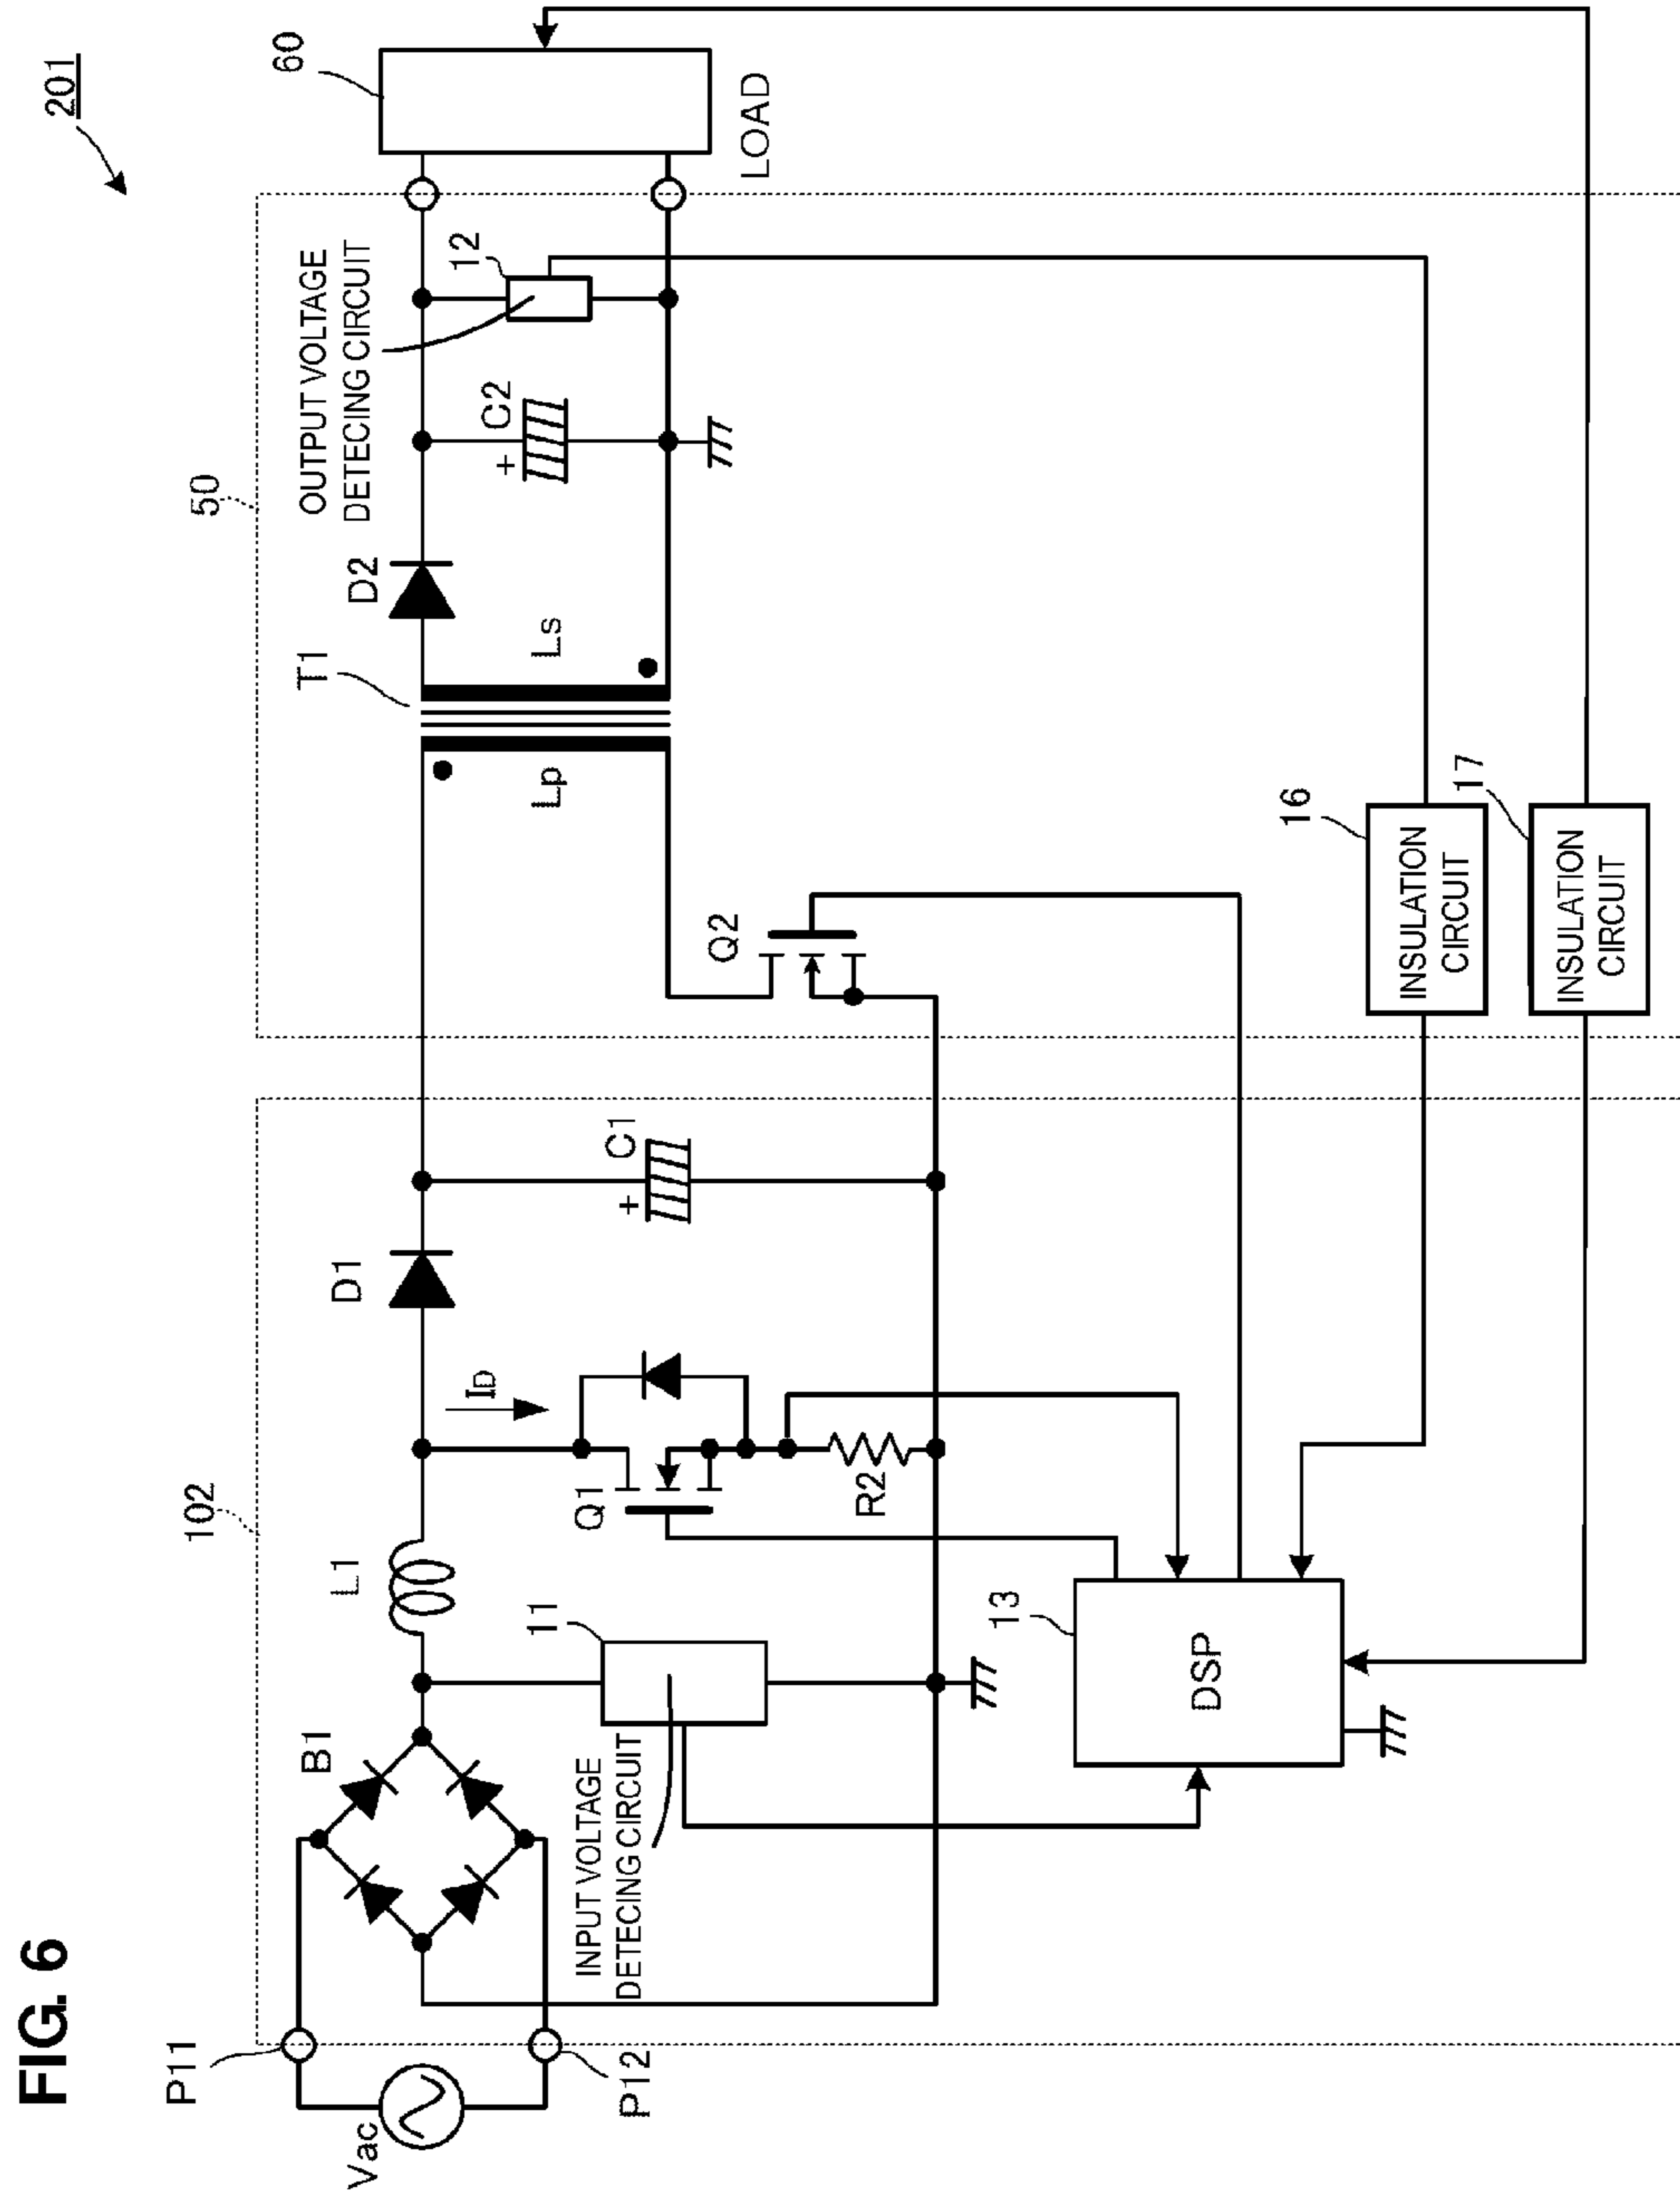 FIG. 6
201
102
50
P11
Vac
P12
B1
L1
D1
T1
D2
60
OUTPUT VOLTAGE
DETECING CIRCUIT
12
LOAD
ID
C1
+
Lp
Ls
C2
+
INPUT VOLTAGE
DETECING CIRCUIT
11
Q1
R2
Q2
13
DSP
16
INSULATION
CIRCUIT
17
INSULATION
CIRCUIT